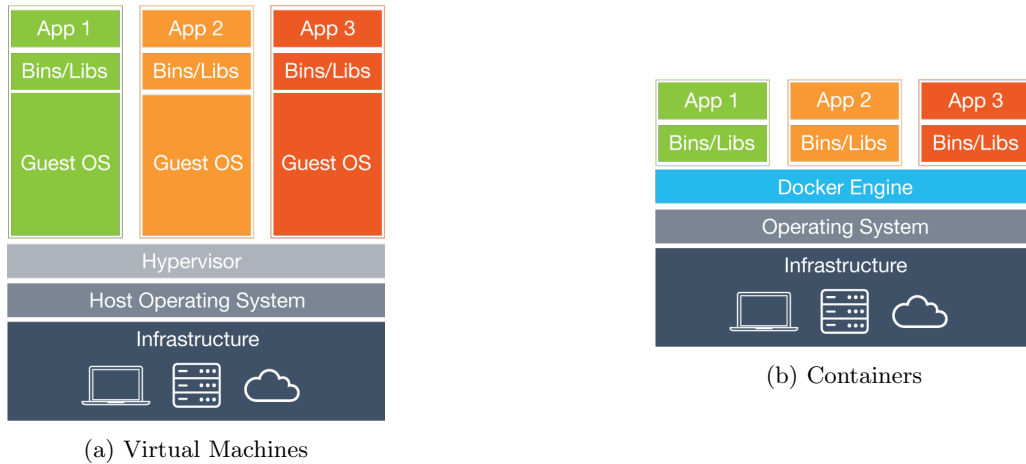 App 1
App 2
App 3
Bins/Libs
Bins/Libs
Bins/Libs
Guest OS
Guest OS
Guest OS
Hypervisor
Host Operating System
Infrastructure
(a) Virtual Machines
App 1
App 2
App 3
Bins/Libs
Bins/Libs
Bins/Libs
Docker Engine
Operating System
Infrastructure
(b) Containers